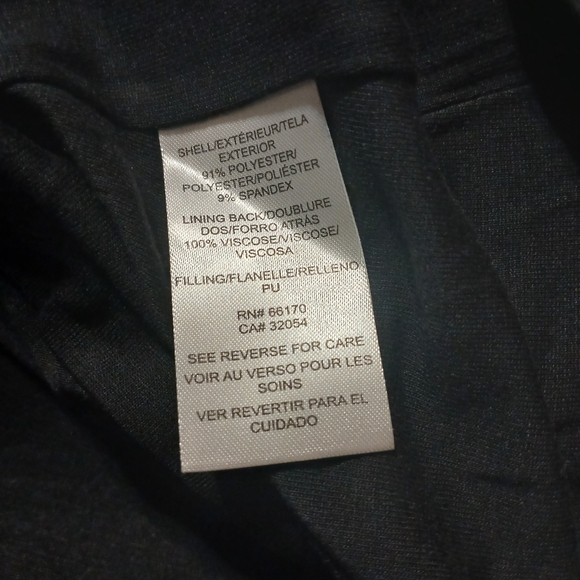 SHELL/EXTÉRIEUR/TELA
EXTERIOR
91% POLYESTER/
POLYESTER/POLIÉSTER
9% SPANDEX
LINING BACK/DOUBLURE
DOS/FORRO ATRÁS
100% VISCOSE/VISCOSE/
VISCOSA
FILLING/FLANELLE/RELLENO
PU
RN# 66170
CA# 32054
SEE REVERSE FOR CARE
VOIR AU VERSO POUR LES
SOINS
VER REVERTIR PARA EL
CUIDADO